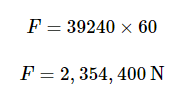 F = 39240 × 60
F = 2, 354, 400 N